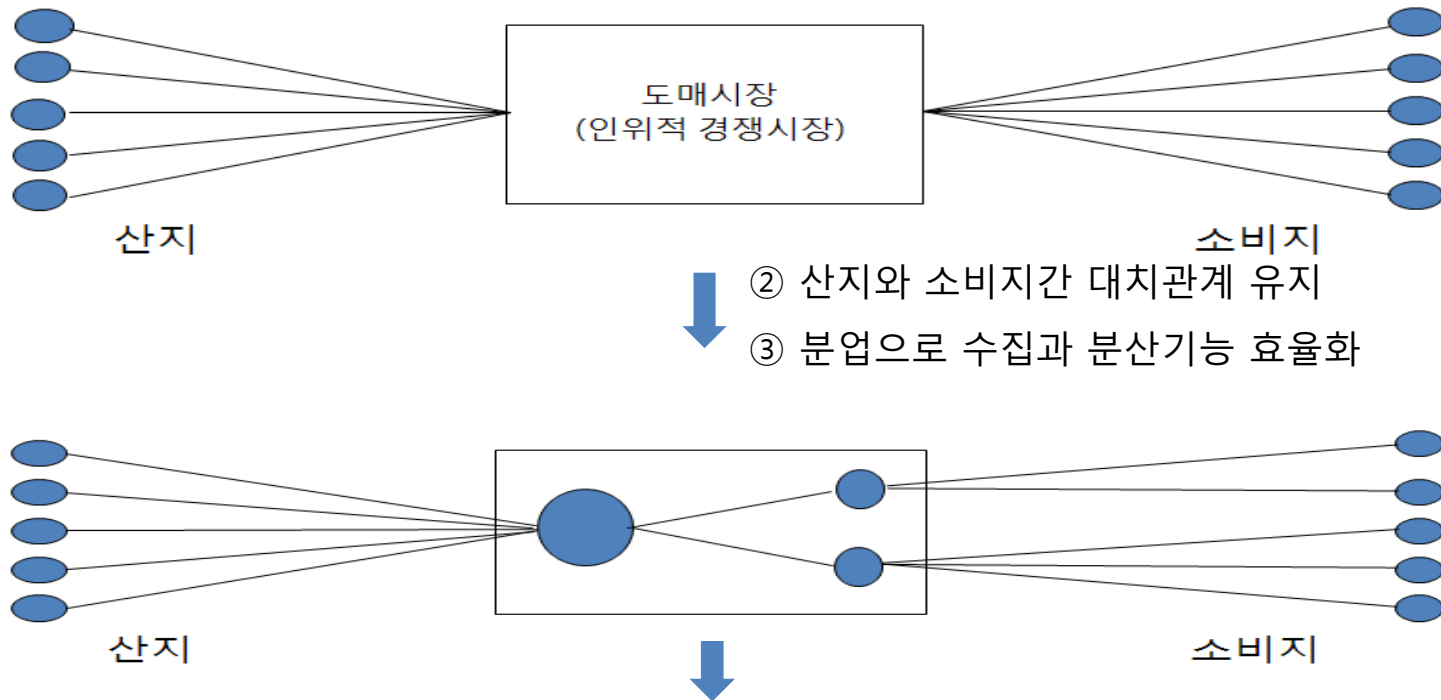 도매시장
(인위적 경쟁시장)
산지
소비지
② 산지와 소비지간 대치관계 유지
③ 분업으로 수집과 분산기능 효율화
산지
소비지